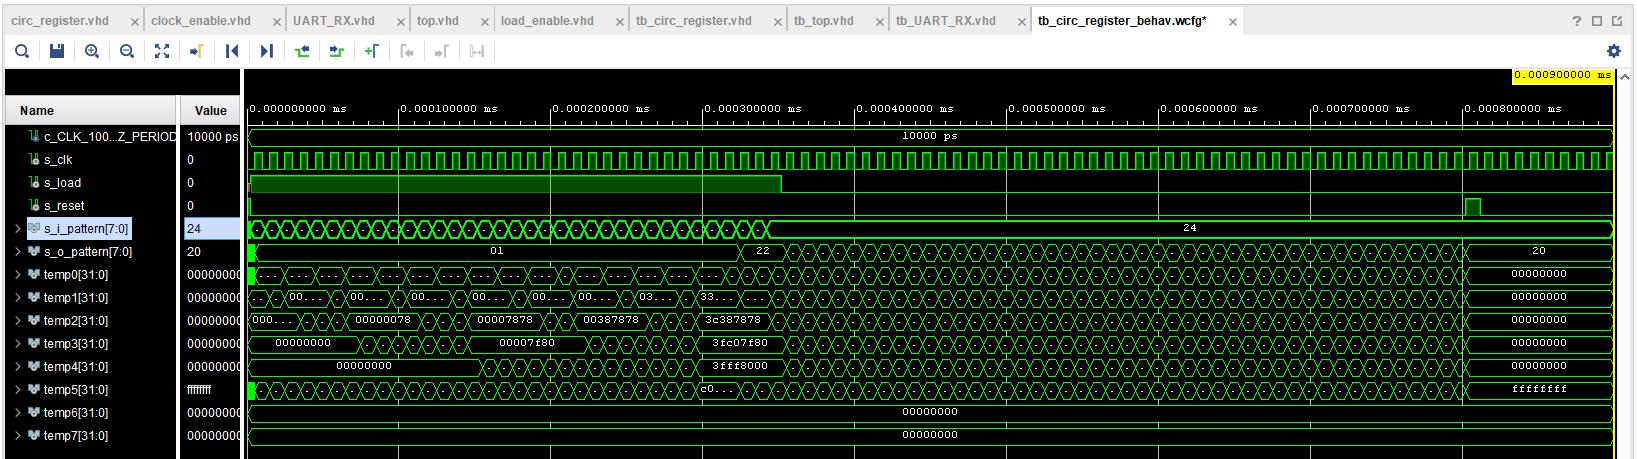 circ_register.vhd × clock_enable.vhd × UART_RX.vhd × top.vhd × load_enable.vhd × tb_circ_register.vhd × tb_top.vhd × tb_UART_RX.vhd × tb_circ_register_behav.wcfg* × ?
0.000900000 ms
Name Value 0.000000000 ms 0.000100000 ms 0.000200000 ms 0.000300000 ms 0.000400000 ms 0.000500000 ms 0.000600000 ms 0.000700000 ms 0.000800000 ms
c_CLK_100...Z_PERIOD 10000 ps 10000 ps
s_clk 0
s_load 0
s_reset 0
s_i_pattern[7:0] 24 24
s_o_pattern[7:0] 20 01 22 20
temp0[31:0] 00000000 00000000
temp1[31:0] 00000000 00... 00... 00... 00... 00... 00... 03... 33... 00000000
temp2[31:0] 00000000 000... 00000078 00007878 00387878 3c387878 00000000
temp3[31:0] 00000000 00000000 00007f80 3fc07f80 00000000
temp4[31:0] 00000000 00000000 3fff8000 00000000
temp5[31:0] ffffffff c0... ffffffff
temp6[31:0] 00000000 00000000
temp7[31:0] 00000000 00000000